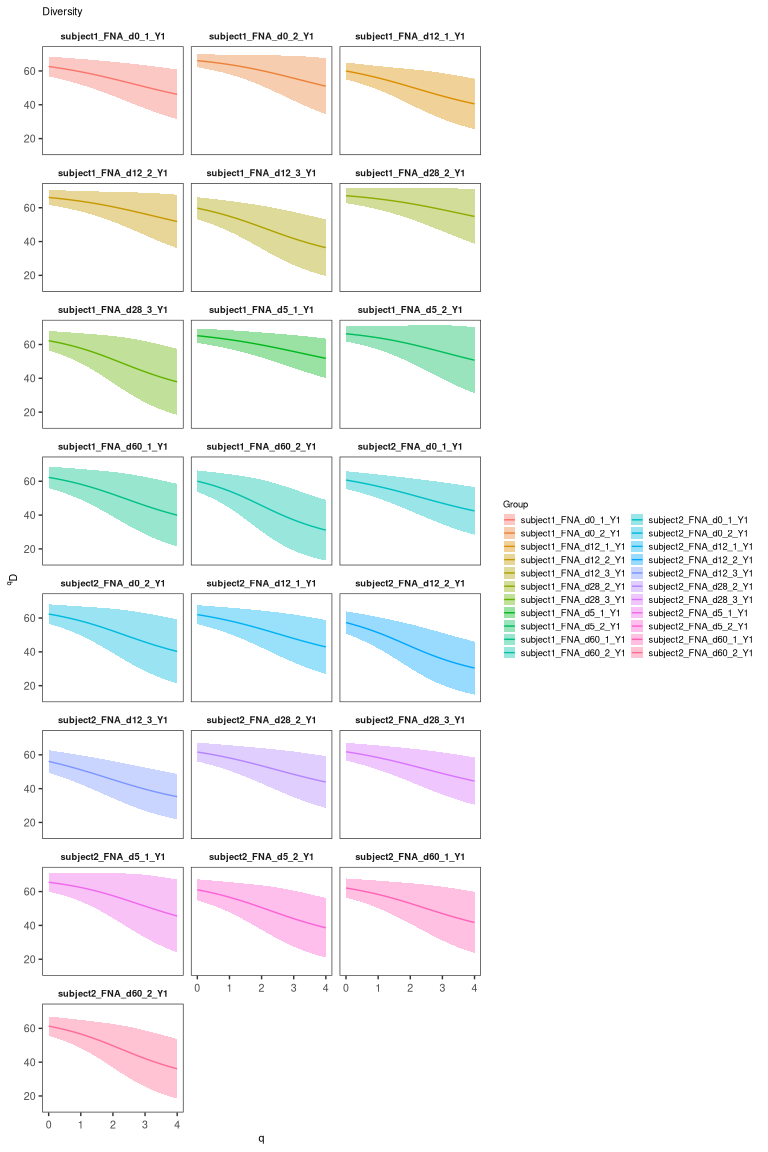 Diversity
subject1_FNA_d0_1_Y1 subject1_FNA_d0_2_Y1 subject1_FNA_d12_1_Y1
60
40
20
subject1_FNA_d12_2_Y1 subject1_FNA_d12_3_Y1 subject1_FNA_d28_2_Y1
60
40
20
subject1_FNA_d28_3_Y1 subject1_FNA_d5_1_Y1 subject1_FNA_d5_2_Y1
60
40
20
subject1_FNA_d60_1_Y1 subject1_FNA_d60_2_Y1 subject2_FNA_d0_1_Y1
60
40
20
qD
subject2_FNA_d0_2_Y1 subject2_FNA_d12_1_Y1 subject2_FNA_d12_2_Y1
60
40
20
subject2_FNA_d12_3_Y1 subject2_FNA_d28_2_Y1 subject2_FNA_d28_3_Y1
60
40
20
subject2_FNA_d5_1_Y1 subject2_FNA_d5_2_Y1 subject2_FNA_d60_1_Y1
60
40
20
0 1 2 3 4 0 1 2 3 4
subject2_FNA_d60_2_Y1
60
40
20
0 1 2 3 4
q
Group
subject1_FNA_d0_1_Y1 subject2_FNA_d0_1_Y1
subject1_FNA_d0_2_Y1 subject2_FNA_d0_2_Y1
subject1_FNA_d12_1_Y1 subject2_FNA_d12_1_Y1
subject1_FNA_d12_2_Y1 subject2_FNA_d12_2_Y1
subject1_FNA_d12_3_Y1 subject2_FNA_d12_3_Y1
subject1_FNA_d28_2_Y1 subject2_FNA_d28_2_Y1
subject1_FNA_d28_3_Y1 subject2_FNA_d28_3_Y1
subject1_FNA_d5_1_Y1 subject2_FNA_d5_1_Y1
subject1_FNA_d5_2_Y1 subject2_FNA_d5_2_Y1
subject1_FNA_d60_1_Y1 subject2_FNA_d60_1_Y1
subject1_FNA_d60_2_Y1 subject2_FNA_d60_2_Y1